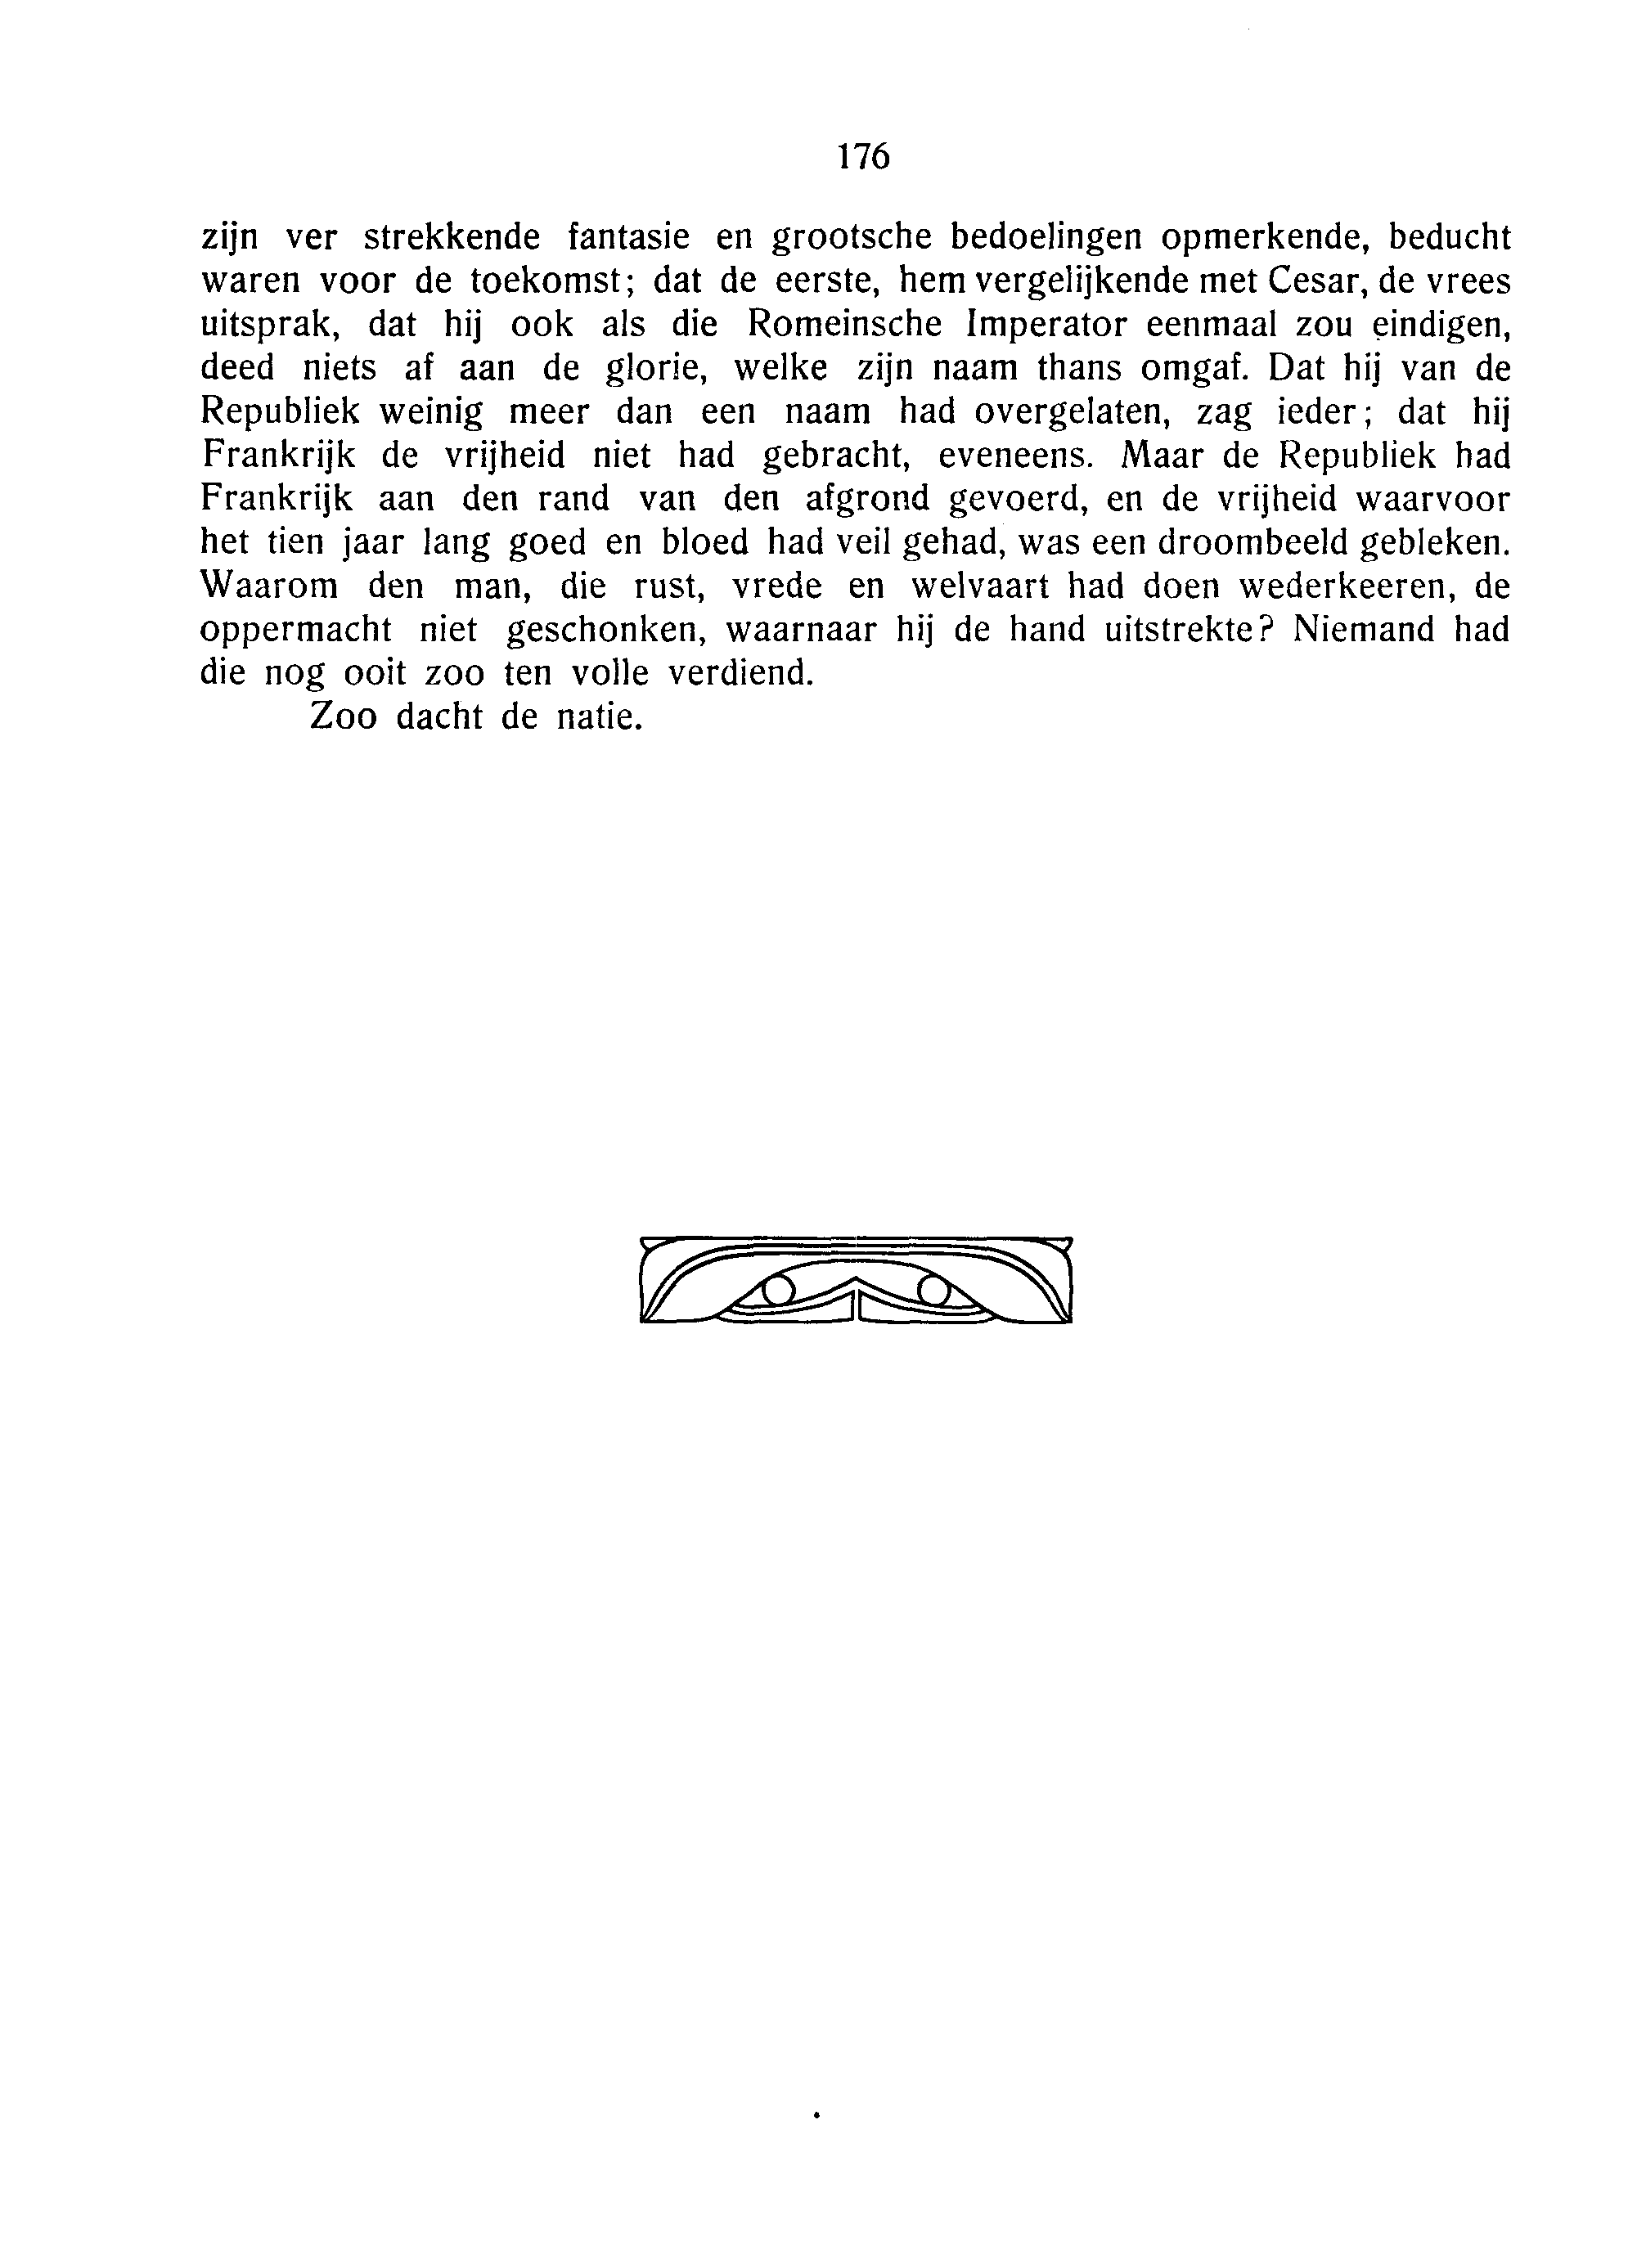 176
zijn ver strekkende fantasie en grootsche bedoelingen opmerkende, beducht
waren voor de toekomst; dat de eerste, hem vergelijkende met Cesar, de vrees
uitsprak, dat hij ook als die Romeinsche Imperator eenmaal zou eindigen,
deed niets af aan de glorie, welke zijn naam thans omgaf. Dat hij van de
Republiek weinig meer dan een naam had overgelaten, zag ieder; dat hij
Frankrijk de vrijheid niet had gebracht, eveneens. Maar de Republiek had
Frankrijk aan den rand van den afgrond gevoerd, en de vrijheid waarvoor
het tien jaar lang goed en bloed had veil gehad, was een droombeeld gebleken.
Waarom den man, die rust, vrede en welvaart had doen wederkeeren, de
oppermacht niet geschonken, waarnaar hij de hand uitstrekte? Niemand had
die nog ooit zoo ten volle verdiend.
Zoo dacht de natie.